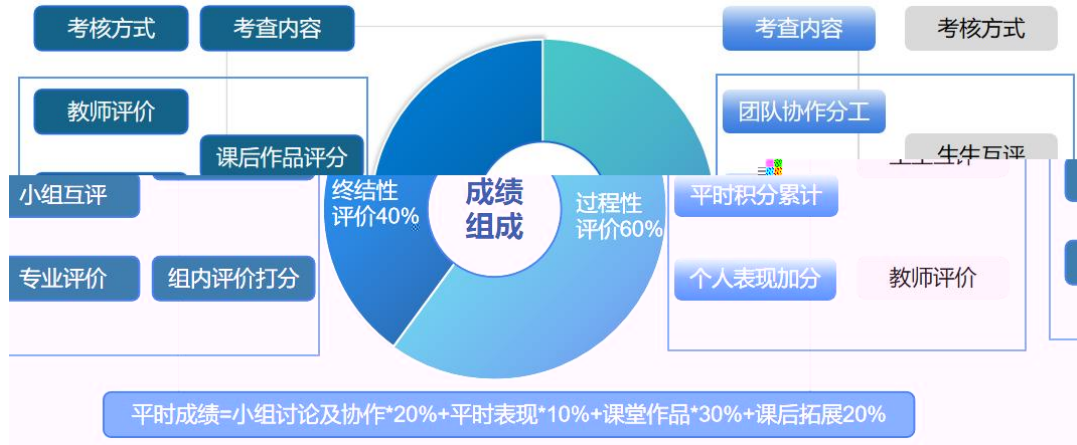 考核方式
考查内容
考查内容
考核方式
教师评价
团队协作分工
课后作品评分
生生互评
小组互评
终结性
评价40%
成绩
组成
过程性
评价60%
平时积分累计
专业评价
组内评价打分
个人表现加分
教师评价
平时成绩=小组讨论及协作*20%+平时表现*10%+课堂作品*30%+课后拓展20%